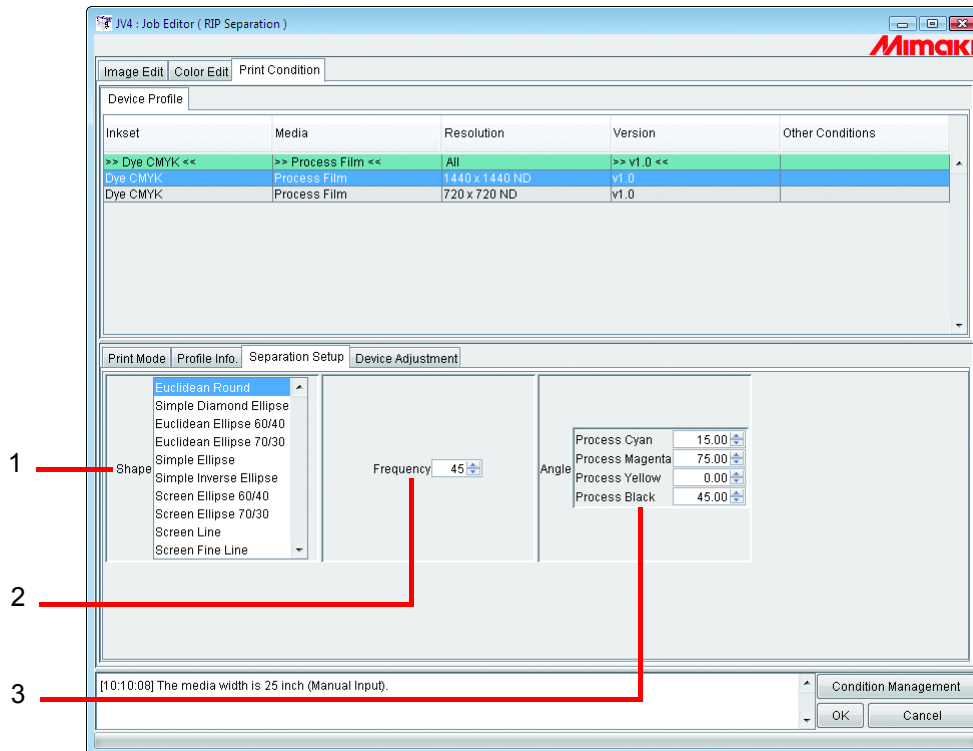 JV4 : Job Editor ( RIP Separation )
Mimaki
Image Edit Color Edit Print Condition
Device Profile
Inkset Media Resolution Version Other Conditions
>> Dye CMYK << >> Process Film << All >> v1.0 <<
Dye CMYK Process Film 1440 x 1440 ND v1.0
Dye CMYK Process Film 720 x 720 ND v1.0
Print Mode Profile Info. Separation Setup Device Adjustment
1
Shape
Euclidean Round
Simple Diamond Ellipse
Euclidean Ellipse 60/40
Euclidean Ellipse 70/30
Simple Ellipse
Simple Inverse Ellipse
Screen Ellipse 60/40
Screen Ellipse 70/30
Screen Line
Screen Fine Line
Frequency 45
Angle
Process Cyan 15.00
Process Magenta 75.00
Process Yellow 0.00
Process Black 45.00
2
3
[10:10:08] The media width is 25 inch (Manual Input).
Condition Management
OK Cancel